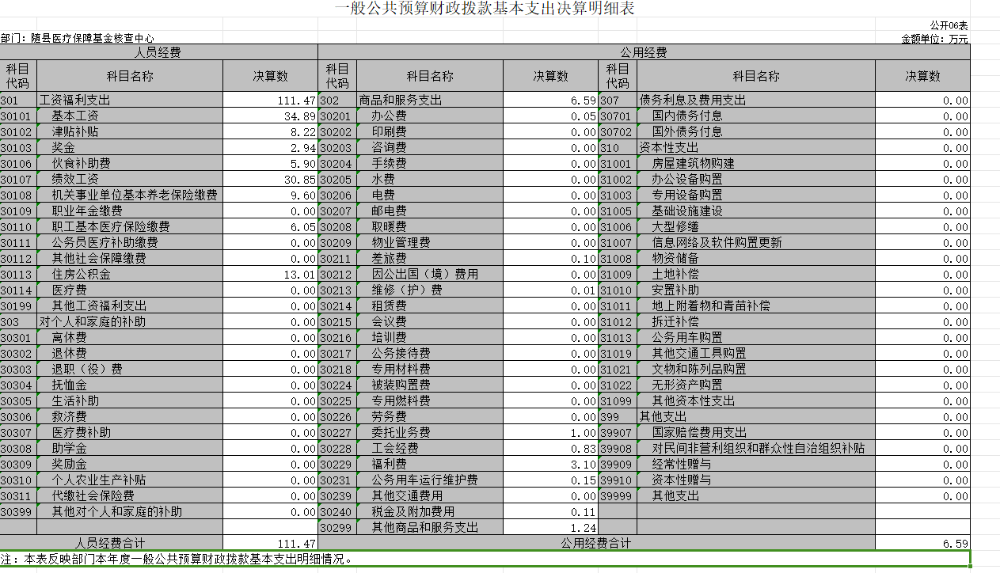 一般公共预算财政拨款基本支出决算明细表
公开06表
部门：随县医疗保障基金核查中心 金额单位：万元
人员经费 公用经费
科目代码 科目名称 决算数 科目代码 科目名称 决算数 科目代码 科目名称 决算数
301 工资福利支出 111.47 302 商品和服务支出 6.59 307 债务利息及费用支出 0.00
30101 基本工资 34.89 30201 办公费 0.05 30701 国内债务付息 0.00
30102 津贴补贴 8.22 30202 印刷费 0.00 30702 国外债务付息 0.00
30103 奖金 2.94 30203 咨询费 0.00 310 资本性支出 0.00
30106 伙食补助费 5.90 30204 手续费 0.00 31001 房屋建筑物购建 0.00
30107 绩效工资 30.85 30205 水费 0.00 31002 办公设备购置 0.00
30108 机关事业单位基本养老保险缴费 9.60 30206 电费 0.00 31003 专用设备购置 0.00
30109 职业年金缴费 0.00 30207 邮电费 0.00 31005 基础设施建设 0.00
30110 职工基本医疗保险缴费 6.05 30208 取暖费 0.00 31006 大型修缮 0.00
30111 公务员医疗补助缴费 0.00 30209 物业管理费 0.00 31007 信息网络及软件购置更新 0.00
30112 其他社会保障缴费 0.00 30211 差旅费 0.10 31008 物资储备 0.00
30113 住房公积金 13.01 30212 因公出国（境）费用 0.00 31009 土地补偿 0.00
30114 医疗费 0.00 30213 维修（护）费 0.01 31010 安置补助 0.00
30199 其他工资福利支出 0.00 30214 租赁费 0.00 31011 地上附着物和青苗补偿 0.00
303 对个人和家庭的补助 0.00 30215 会议费 0.00 31012 拆迁补偿 0.00
30301 离休费 0.00 30216 培训费 0.00 31013 公务用车购置 0.00
30302 退休费 0.00 30217 公务接待费 0.00 31019 其他交通工具购置 0.00
30303 退职（役）费 0.00 30218 专用材料费 0.00 31021 文物和陈列品购置 0.00
30304 抚恤金 0.00 30224 被装购置费 0.00 31022 无形资产购置 0.00
30305 生活补助 0.00 30225 专用燃料费 0.00 31099 其他资本性支出 0.00
30306 救济费 0.00 30226 劳务费 0.00 399 其他支出 0.00
30307 医疗费补助 0.00 30227 委托业务费 1.00 39907 国家赔偿费用支出 0.00
30308 助学金 0.00 30228 工会经费 0.83 39908 对民间非营利组织和群众性自治组织补贴 0.00
30309 奖励金 0.00 30229 福利费 3.10 39909 经常性赠与 0.00
30310 个人农业生产补贴 0.00 30231 公务用车运行维护费 0.15 39910 资本性赠与 0.00
30311 代缴社会保险费 0.00 30239 其他交通费用 0.00 39999 其他支出 0.00
30399 其他对个人和家庭的补助 0.00 30240 税金及附加费用 0.11
30299 其他商品和服务支出 1.24
人员经费合计 111.47 公用经费合计 6.59
注：本表反映部门本年度一般公共预算财政拨款基本支出明细情况。